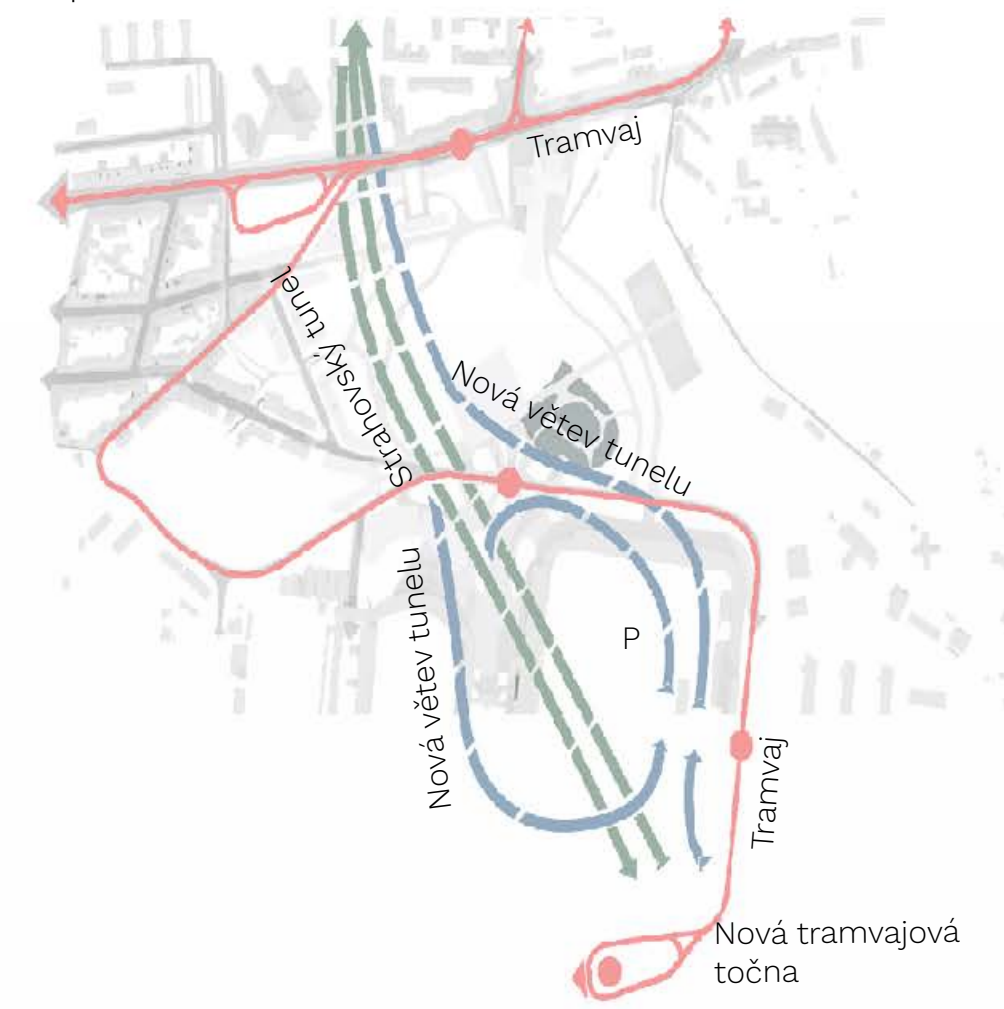 Tramvaj
Strahovský tunel
Nová větev tunelu
Nová větev tunelu
P
Tramvaj
Nová tramvajová
točna